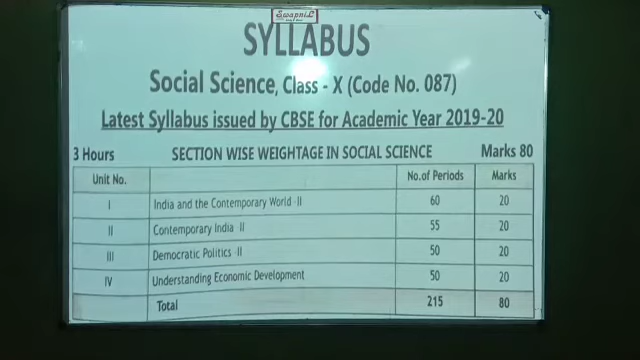 Swapnil
SYLLABUS
Social Science, Class - X (Code No. 087)
Latest Syllabus issued by CBSE for Academic Year 2019-20
3 Hours SECTION WISE WEIGHTAGE IN SOCIAL SCIENCE Marks 80
Unit No. No.of Periods Marks
I India and the Contemporary World -II 60 20
II Contemporary India II 55 20
III Democratic Politics II 50 20
IV Understanding Economic Development 50 20
Total 215 80